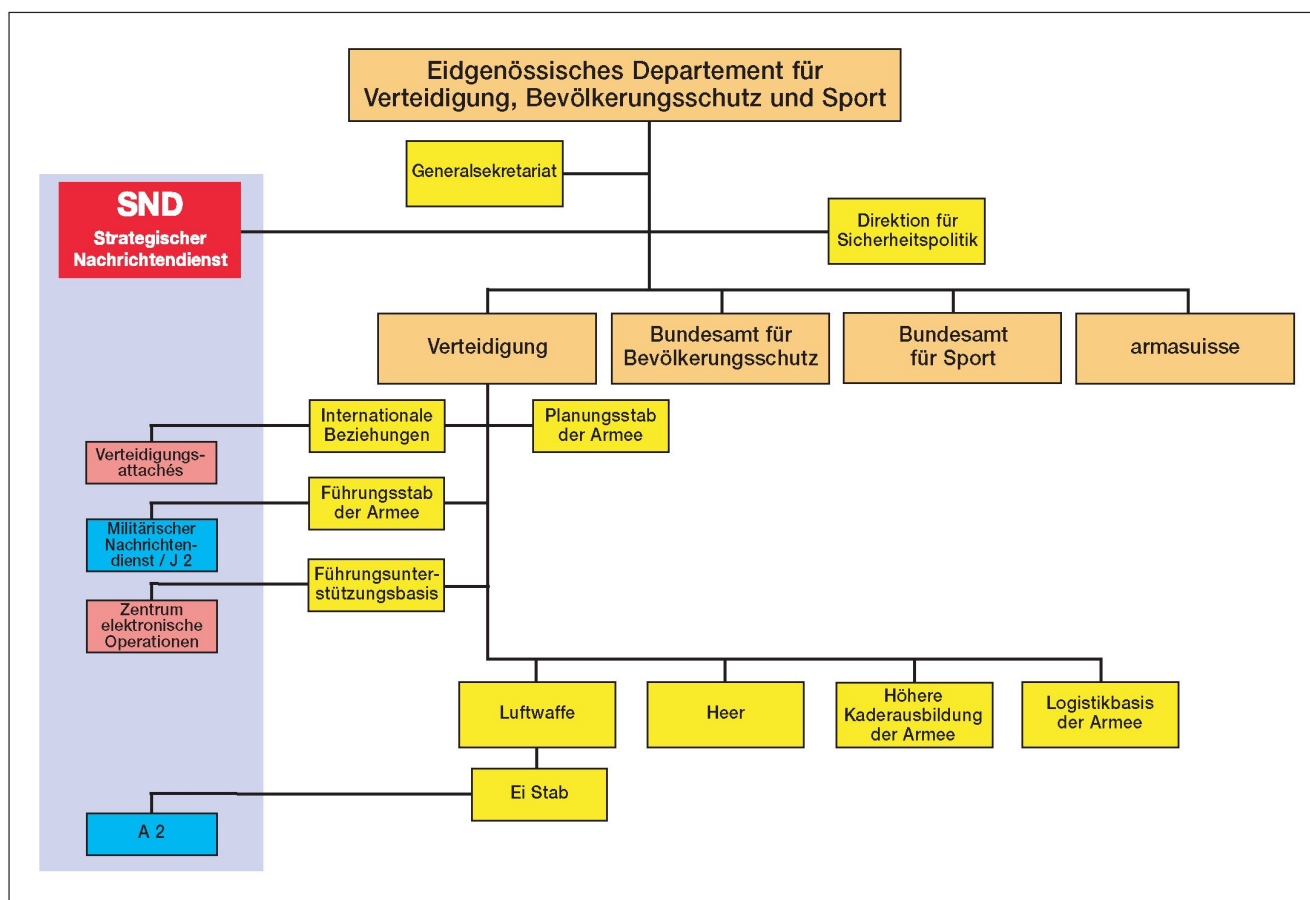 Eidgenössisches Departement für
Verteidigung, Bevölkerungsschutz und Sport
Generalsekretariat
SND
Strategischer
Nachrichtendienst
Direktion für
Sicherheitspolitik
Verteidigung
Bundesamt für
Bevölkerungsschutz
Bundesamt
für Sport
armasuisse
Internationale
Beziehungen
Planungsstab
der Armee
Verteidigungs-
attachés
Führungsstab
der Armee
Militärischer
Nachrichten-
dienst / J 2
Führungsunter-
stützungsbasis
Zentrum
elektronische
Operationen
Luftwaffe
Heer
Höhere
Kaderausbildung
der Armee
Logistikbasis
der Armee
Ei Stab
A 2